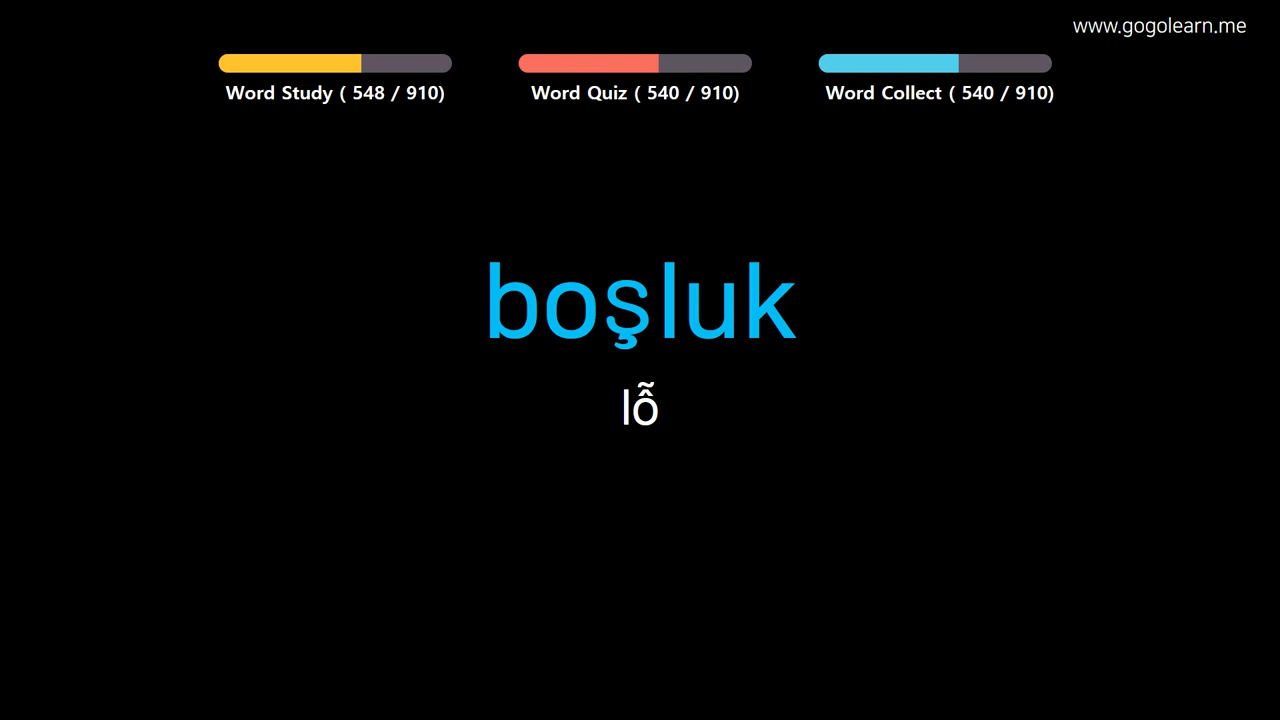 www.gogolearn.me
Word Study ( 548 / 910)
Word Quiz ( 540 / 910)
Word Collect ( 540 / 910)
boşluk
lỗ